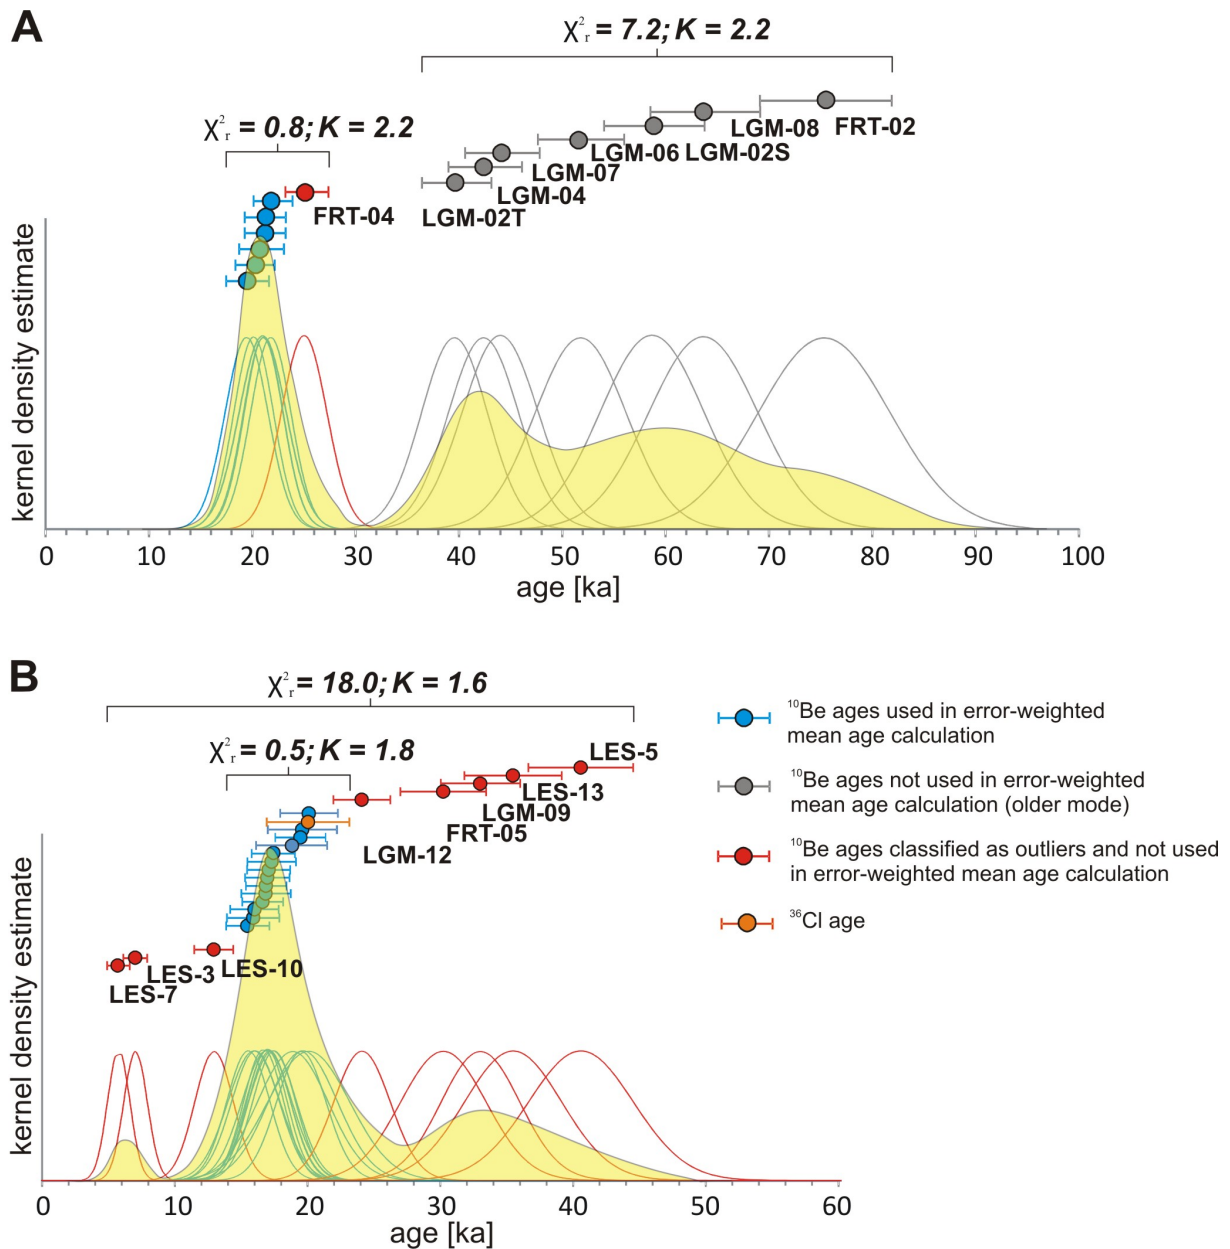 A
χ²r = 7.2; K = 2.2
χ²r = 0.8; K = 2.2
LGM-08 FRT-02
LGM-06 LGM-02S
LGM-07
LGM-04
FRT-04
LGM-02T
kernel density estimate
0 10 20 30 40 50 60 70 80 90 100
age [ka]
B
χ²r = 18.0; K = 1.6
χ²r = 0.5; K = 1.8
LES-5
LES-13
LGM-09
FRT-05
LGM-12
LES-3 LES-10
LES-7
kernel density estimate
0 10 20 30 40 50 60
age [ka]
¹⁰Be ages used in error-weighted
mean age calculation
¹⁰Be ages not used in error-weighted
mean age calculation (older mode)
¹⁰Be ages classified as outliers and not used
in error-weighted mean age calculation
³⁶Cl age